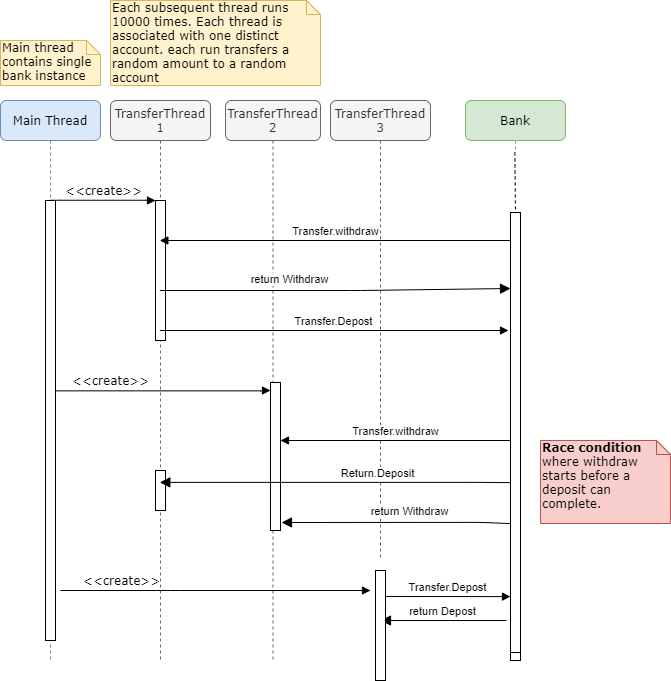 Each subsequent thread runs
10000 times. Each thread is
associated with one distinct
account. each run transfers a
random amount to a random
account
Main thread
contains single
bank instance
Main Thread
TransferThread
1
TransferThread
2
TransferThread
3
Bank
<<create>>
Transfer.withdraw
return Withdraw
Transfer.Depost
<<create>>
Transfer.withdraw
Race condition
where withdraw
starts before a
deposit can
complete.
Return.Deposit
return Withdraw
<<create>>
Transfer.Depost
return Depost